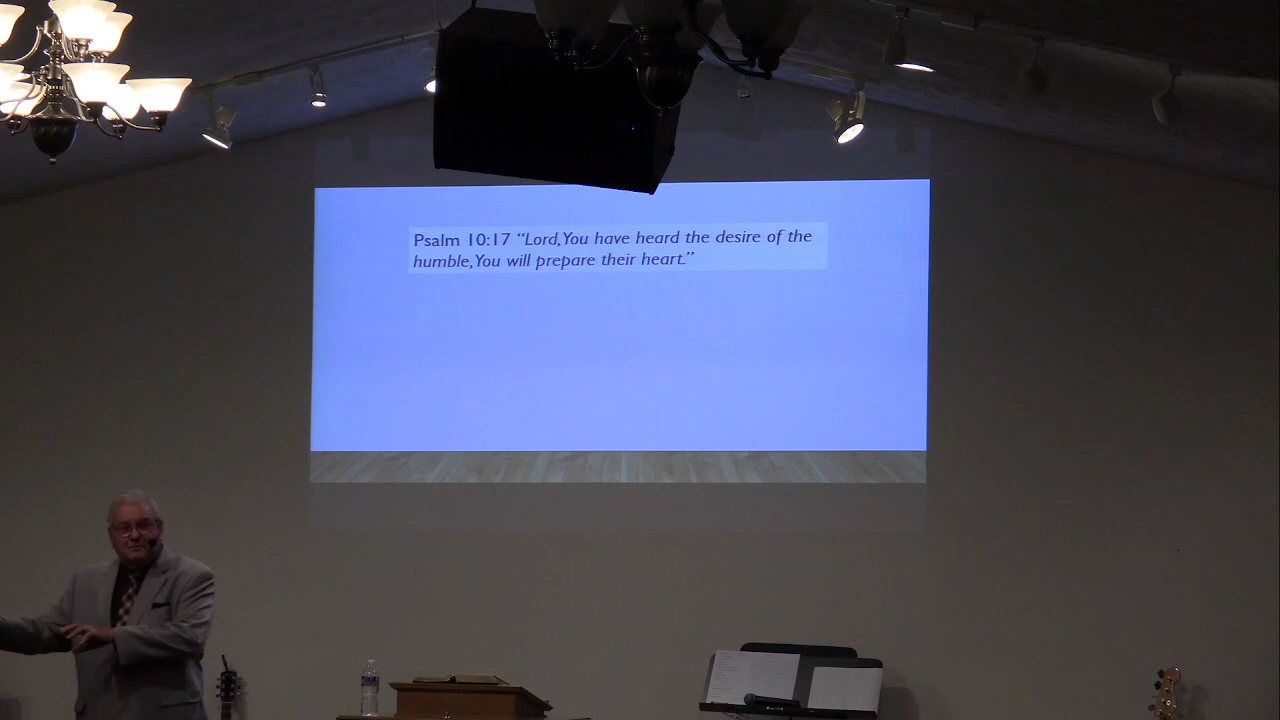 Psalm 10:17 “Lord, You have heard the desire of the
humble, You will prepare their heart.”